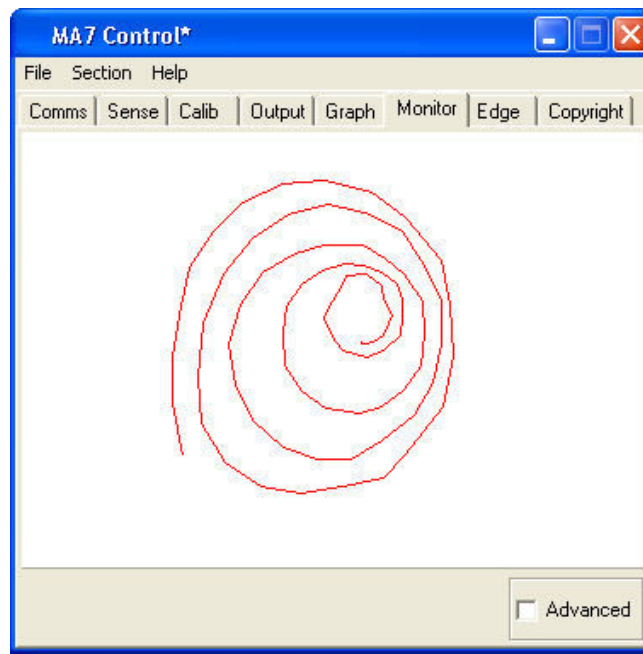 MA7 Control*
File Section Help
Comms Sense Calib Output Graph Monitor Edge Copyright
Advanced